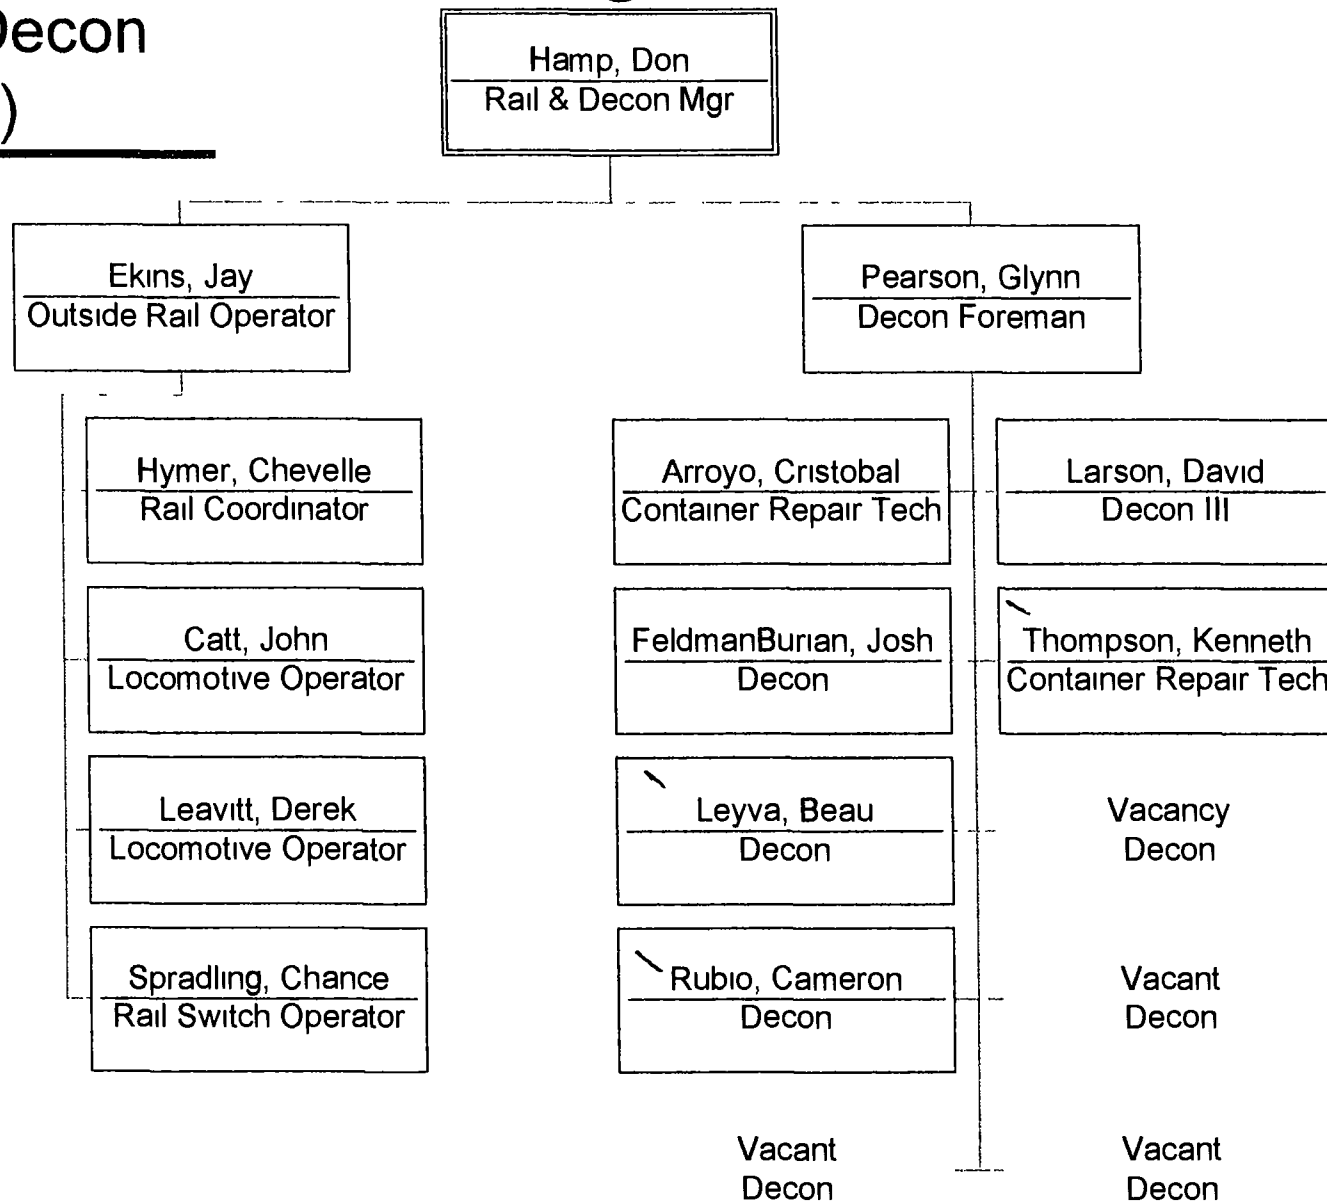 Decon
)
Hamp, Don
Rail & Decon Mgr
Ekins, Jay
Outside Rail Operator
Pearson, Glynn
Decon Foreman
Hymer, Chevelle
Rail Coordinator
Arroyo, Cristobal
Container Repair Tech
Larson, David
Decon III
Catt, John
Locomotive Operator
FeldmanBurian, Josh
Decon
Thompson, Kenneth
Container Repair Tech
Leavitt, Derek
Locomotive Operator
Leyva, Beau
Decon
Vacancy
Decon
Spradling, Chance
Rail Switch Operator
Rubio, Cameron
Decon
Vacant
Decon
Vacant
Decon
Vacant
Decon